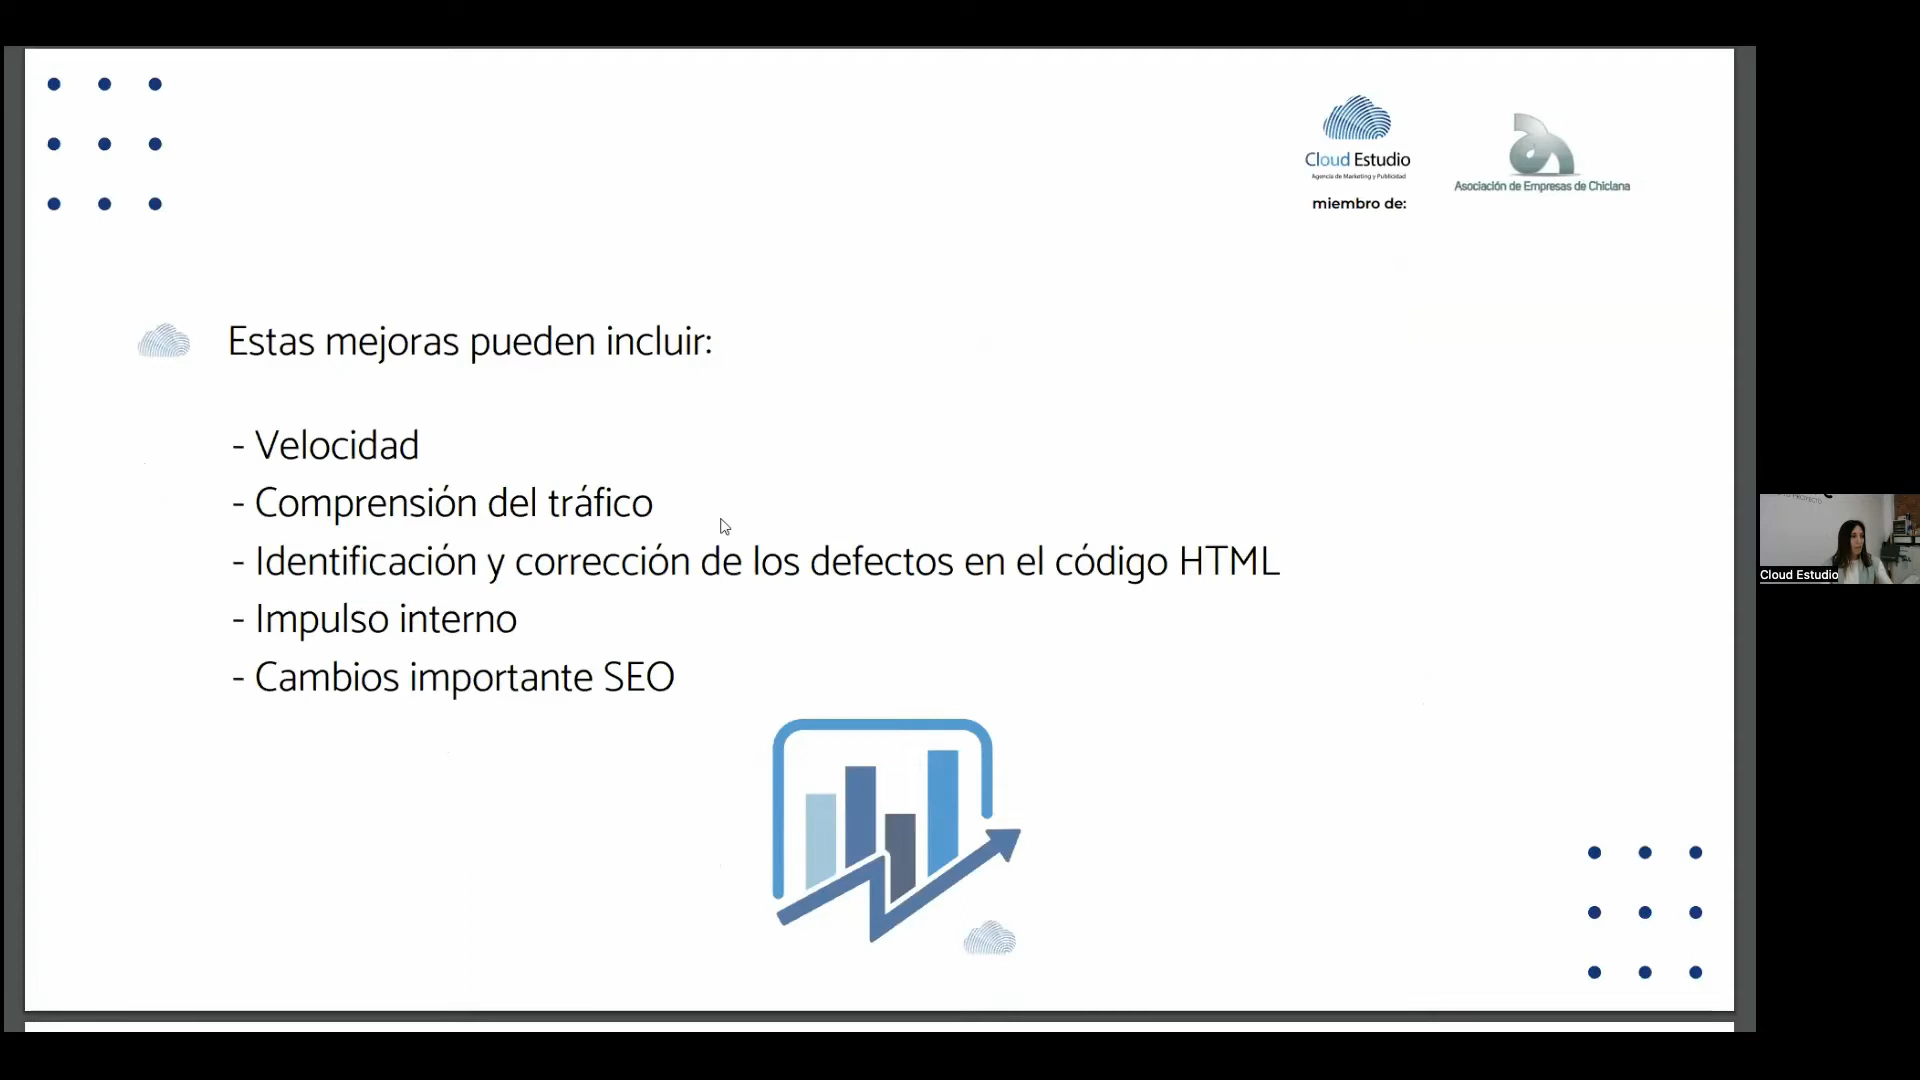 Cloud Estudio
Agencia de Marketing y Publicidad
miembro de:
Asociación de Empresas de Chiclana
Estas mejoras pueden incluir:
- Velocidad
- Comprensión del tráfico
- Identificación y corrección de los defectos en el código HTML
- Impulso interno
- Cambios importante SEO
Cloud Estudio